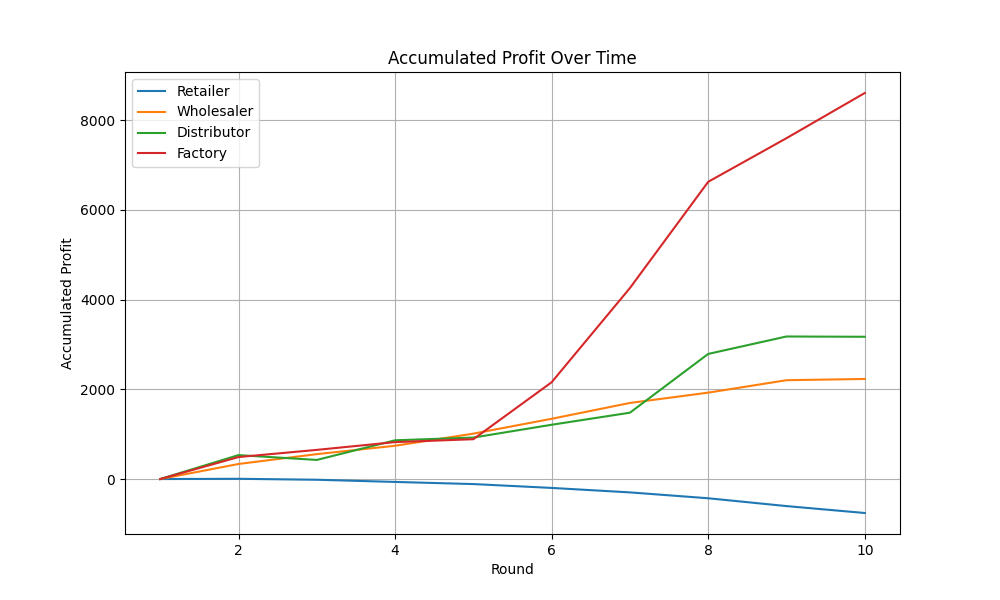 Accumulated Profit Over Time
Retailer
Wholesaler
Distributor
Factory
Accumulated Profit
8000
6000
4000
2000
0
2 4 6 8 10
Round